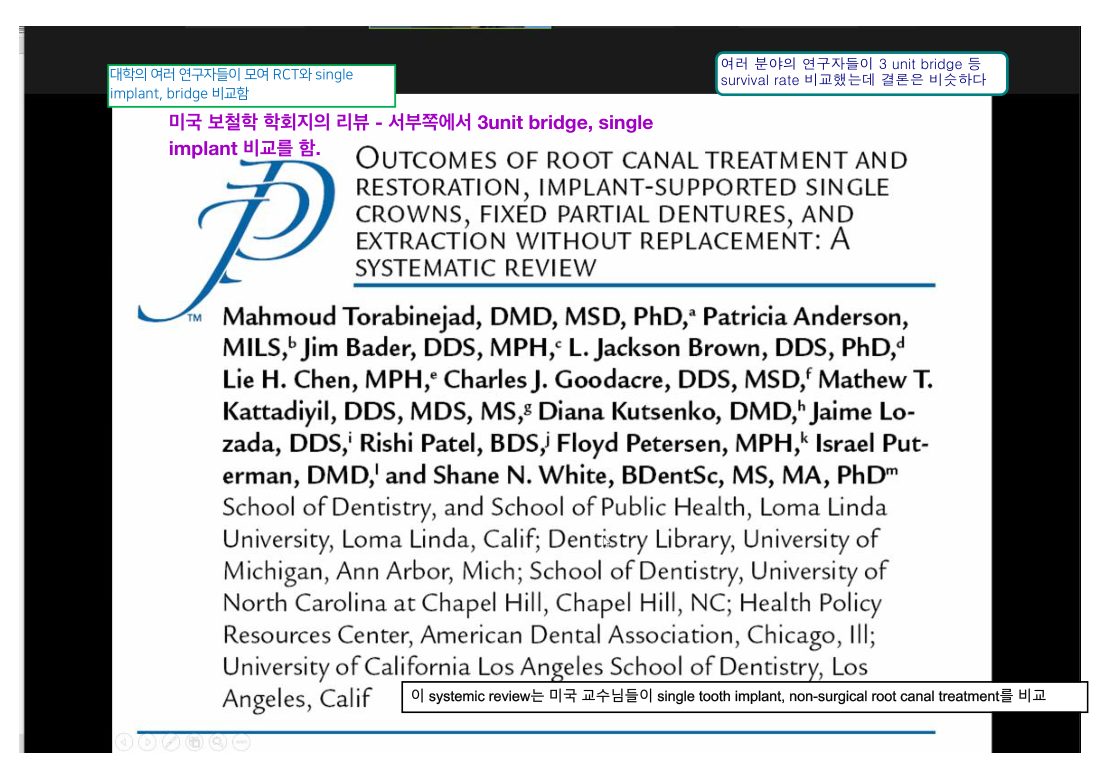 대학의 여러 연구자들이 모여 RCT와 single
implant, bridge 비교함
여러 분야의 연구자들이 3 unit bridge 등
survival rate 비교했는데 결론은 비슷하다
미국 보철학 학회지의 리뷰 - 서부쪽에서 3unit bridge, single
implant 비교를 함.
OUTCOMES OF ROOT CANAL TREATMENT AND
RESTORATION, IMPLANT-SUPPORTED SINGLE
CROWNS, FIXED PARTIAL DENTURES, AND
EXTRACTION WITHOUT REPLACEMENT: A
SYSTEMATIC REVIEW
TM
Mahmoud Torabinejad, DMD, MSD, PhD,ᵃ Patricia Anderson,
MILS,ᵇ Jim Bader, DDS, MPH,ᶜ L. Jackson Brown, DDS, PhD,ᵈ
Lie H. Chen, MPH,ᵉ Charles J. Goodacre, DDS, MSD,ᶠ Mathew T.
Kattadiyil, DDS, MDS, MS,ᵍ Diana Kutsenko, DMD,ʰ Jaime Lo-
zada, DDS,ⁱ Rishi Patel, BDS,ʲ Floyd Petersen, MPH,ᵏ Israel Put-
erman, DMD,ˡ and Shane N. White, BDentSc, MS, MA, PhDᵐ
School of Dentistry, and School of Public Health, Loma Linda
University, Loma Linda, Calif; Dentistry Library, University of
Michigan, Ann Arbor, Mich; School of Dentistry, University of
North Carolina at Chapel Hill, Chapel Hill, NC; Health Policy
Resources Center, American Dental Association, Chicago, Ill;
University of California Los Angeles School of Dentistry, Los
Angeles, Calif
이 systemic review는 미국 교수님들이 single tooth implant, non-surgical root canal treatment를 비교